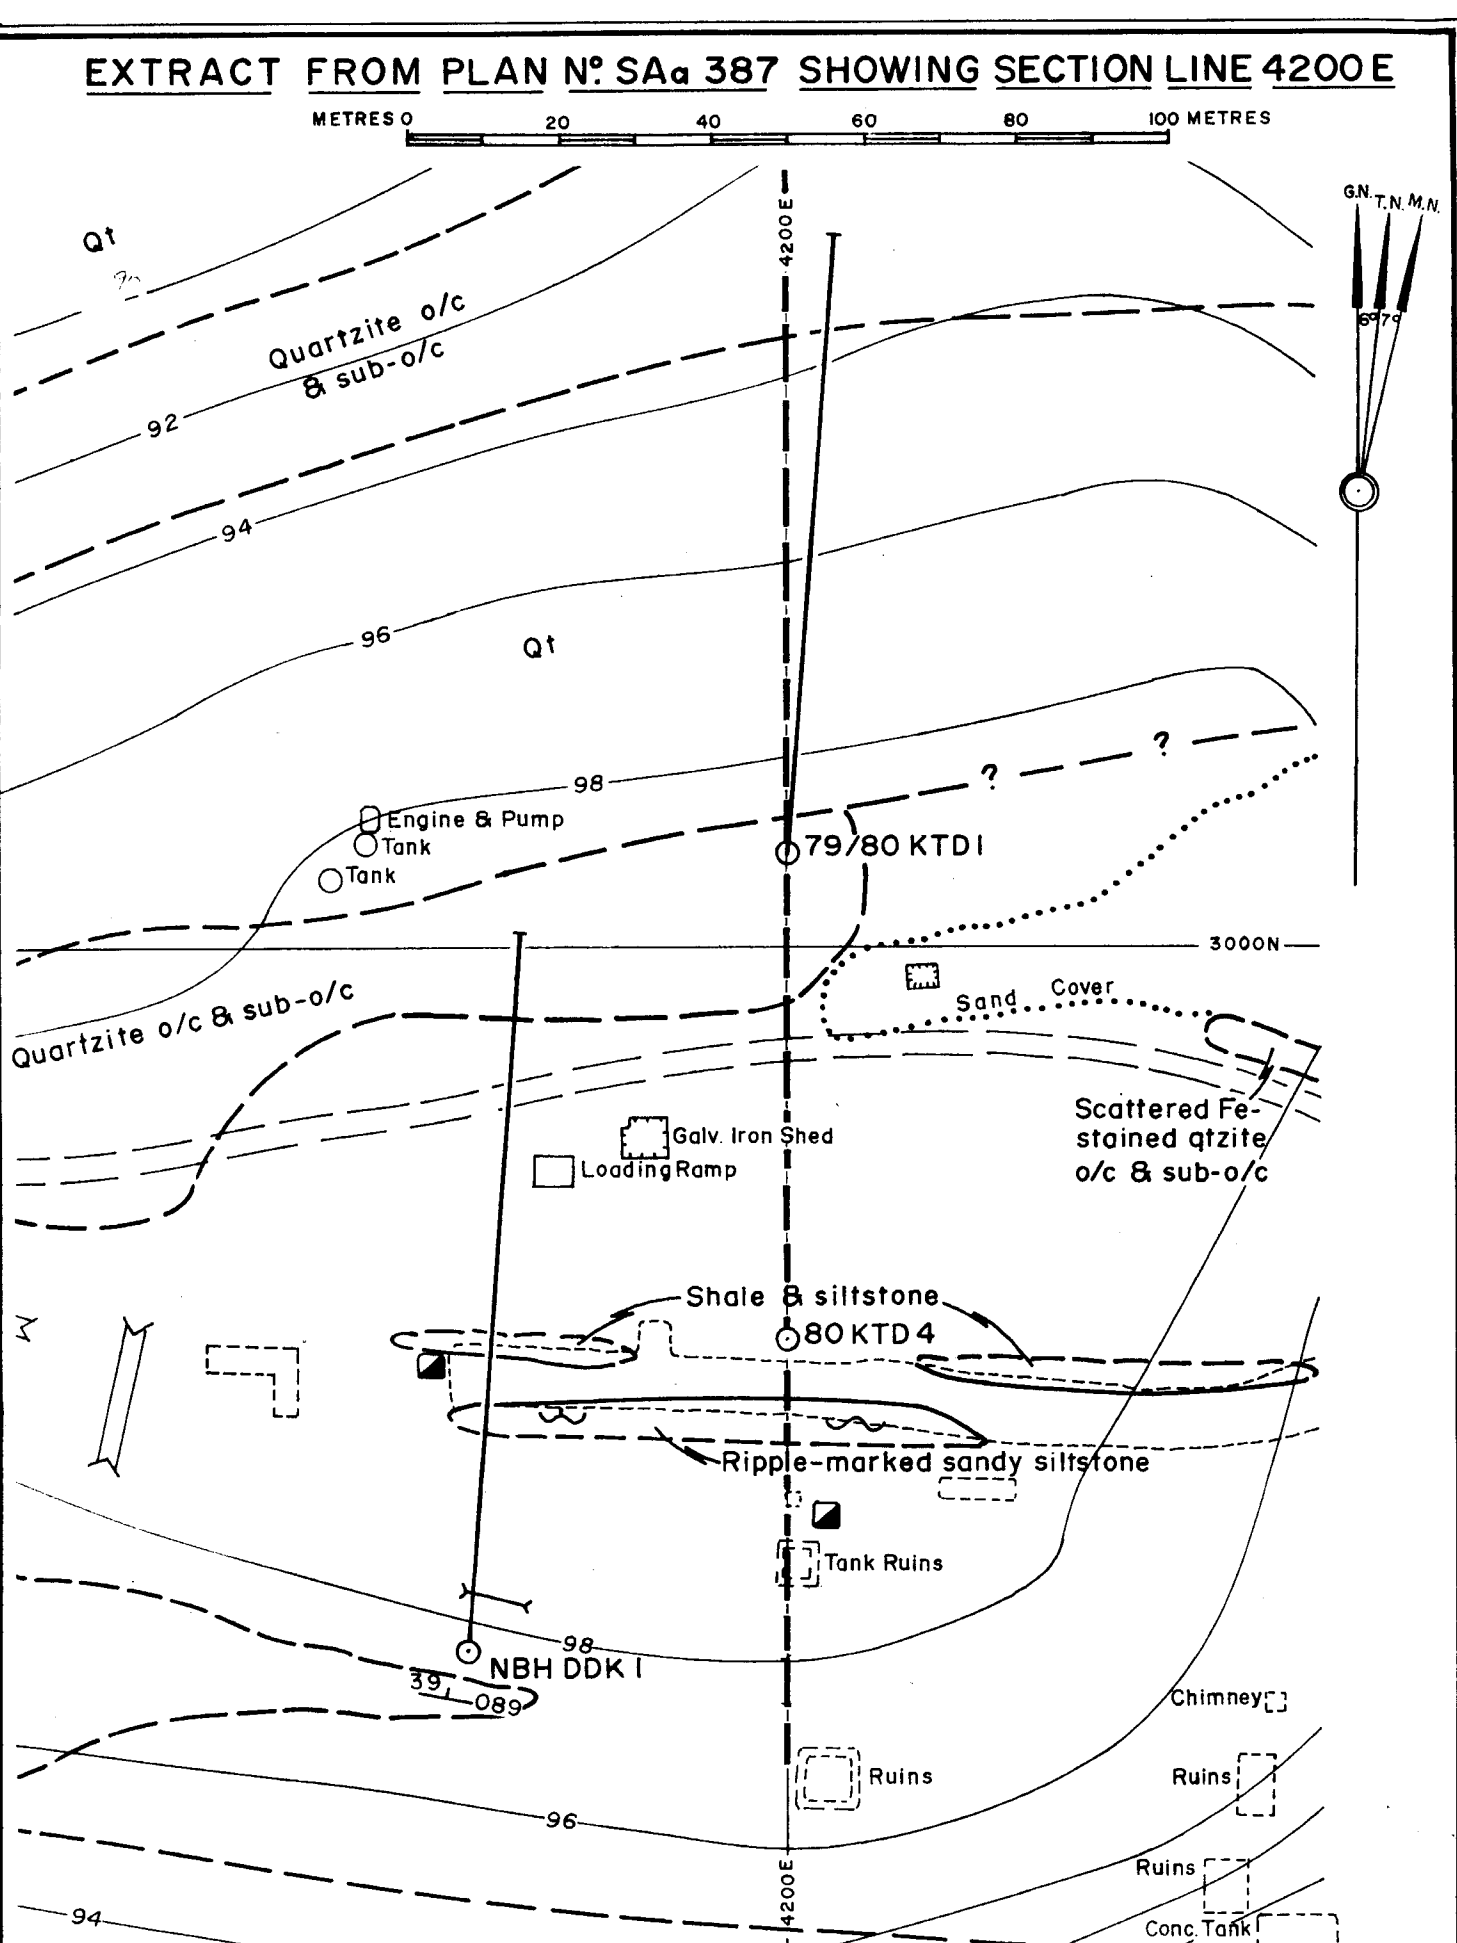 EXTRACT FROM PLAN Nº SAa 387 SHOWING SECTION LINE 4200 E
METRES 0 20 40 60 80 100 METRES
G.N. T.N. M.N.
6° 7°
4200 E
Qt
Quartzite o/c
& sub-o/c
92
94
96
Qt
98
?
?
Engine & Pump
Tank
Tank
79/80 KTD1
3000N
Quartzite o/c & sub-o/c
Sand Cover
Scattered Fe-
stained qtzite
o/c & sub-o/c
Galv. Iron Shed
Loading Ramp
Shale & siltstone
80 KTD 4
Ripple-marked sandy siltstone
Tank Ruins
98
NBH DDK 1
39
089
Chimney
Ruins
Ruins
96
Ruins
4200 E
94
Conc. Tank